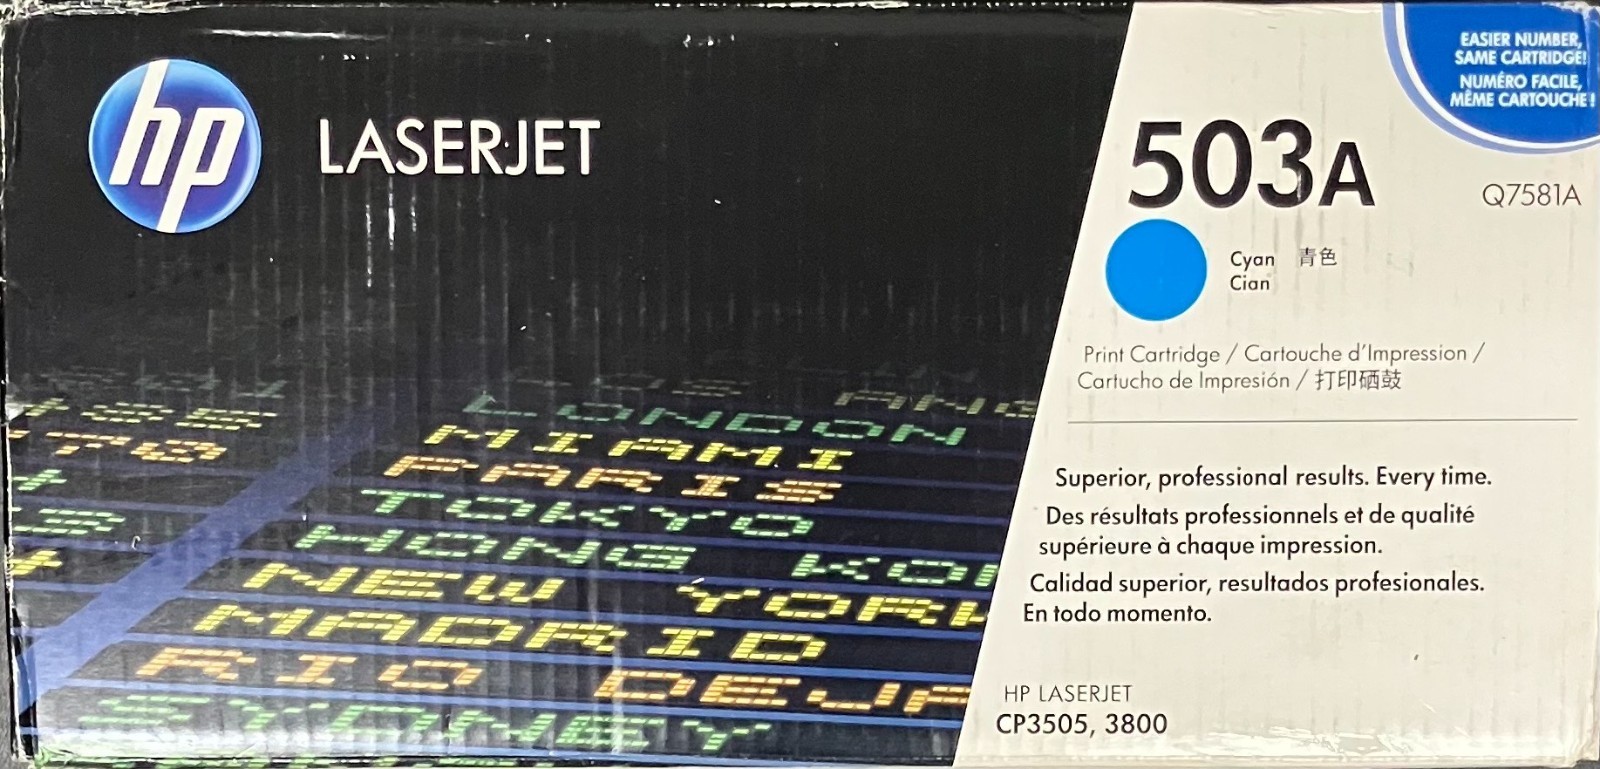 hp
LASERJET
EASIER NUMBER,
SAME CARTRIDGE!
NUMÉRO FACILE,
MÊME CARTOUCHE!
503A
Q7581A
Cyan 青色
Cian
Print Cartridge / Cartouche d'Impression /
Cartucho de Impresión / 打印硒鼓
Superior, professional results. Every time.
Des résultats professionnels et de qualité
supérieure à chaque impression.
Calidad superior, resultados profesionales.
En todo momento.
HP LASERJET
CP3505, 3800
LONDON
MIAMI
PARIS
TOKYO
HONG KO
NEW YORK
MADRID
RIO DEJA
SYDNEY